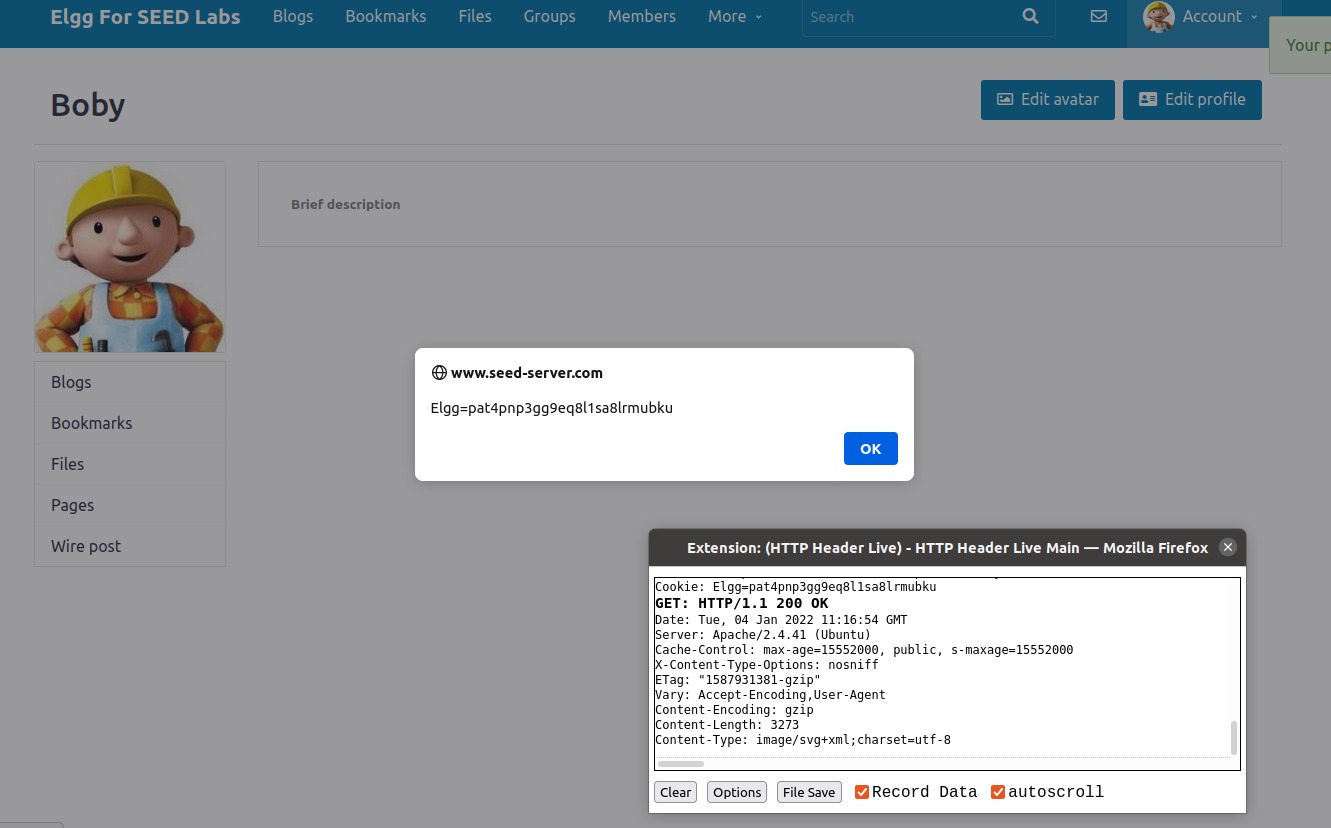 Elgg For SEED Labs Blogs Bookmarks Files Groups Members More Search Account
Your p
Boby
Edit avatar Edit profile
Brief description
Blogs
Bookmarks
Files
Pages
Wire post
www.seed-server.com
Elgg=pat4pnp3gg9eq8l1sa8lrmubku
OK
Extension: (HTTP Header Live) - HTTP Header Live Main — Mozilla Firefox
Cookie: Elgg=pat4pnp3gg9eq8l1sa8lrmubku
GET: HTTP/1.1 200 OK
Date: Tue, 04 Jan 2022 11:16:54 GMT
Server: Apache/2.4.41 (Ubuntu)
Cache-Control: max-age=15552000, public, s-maxage=15552000
X-Content-Type-Options: nosniff
ETag: "1587931381-gzip"
Vary: Accept-Encoding,User-Agent
Content-Encoding: gzip
Content-Length: 3273
Content-Type: image/svg+xml;charset=utf-8
Clear Options File Save Record Data autoscroll